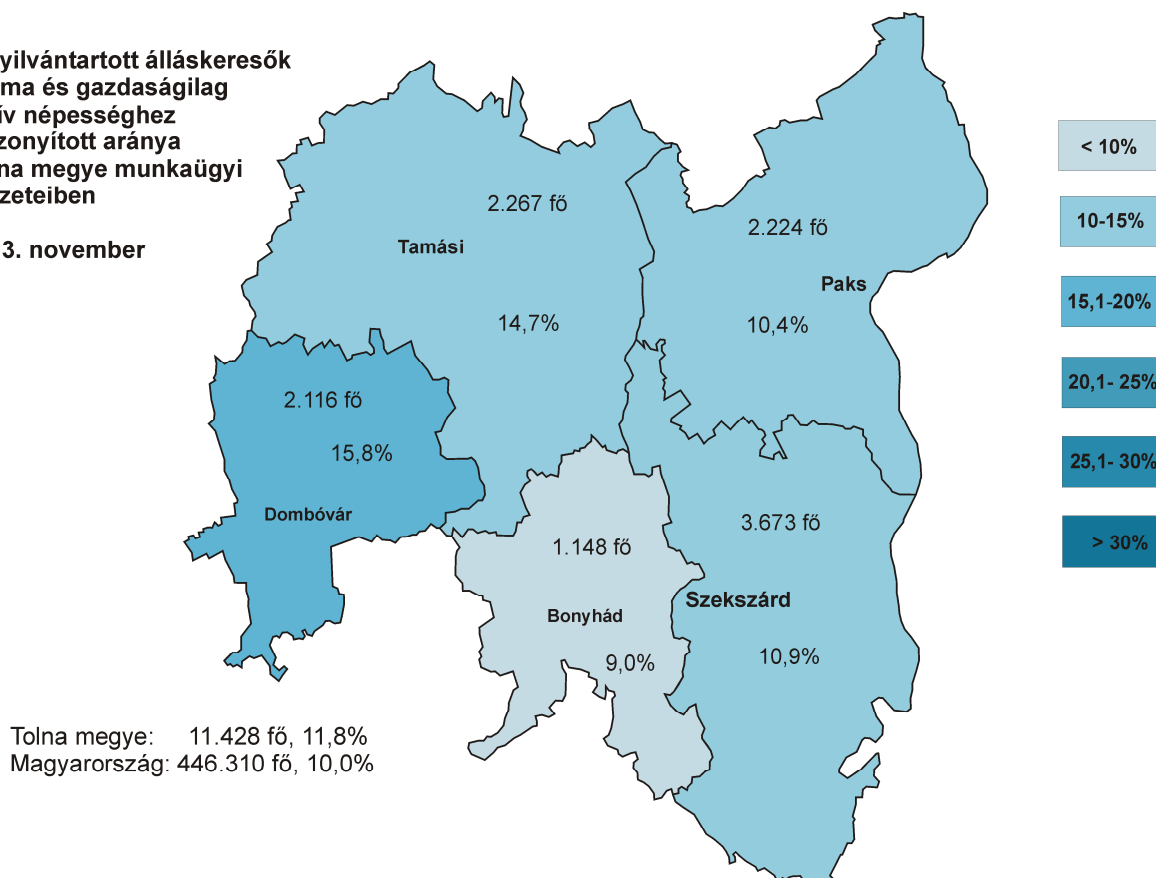 yilvántartott álláskeresők
ma és gazdaságilag
ív népességhez
zonyított aránya
na megye munkaügyi
zeteiben
3. november
2.267 fő
Tamási
14,7%
2.224 fő
Paks
10,4%
2.116 fő
15,8%
Dombóvár
1.148 fő
Bonyhád
9,0%
3.673 fő
Szekszárd
10,9%
Tolna megye: 11.428 fő, 11,8%
Magyarország: 446.310 fő, 10,0%
< 10%
10-15%
15,1-20%
20,1- 25%
25,1- 30%
> 30%